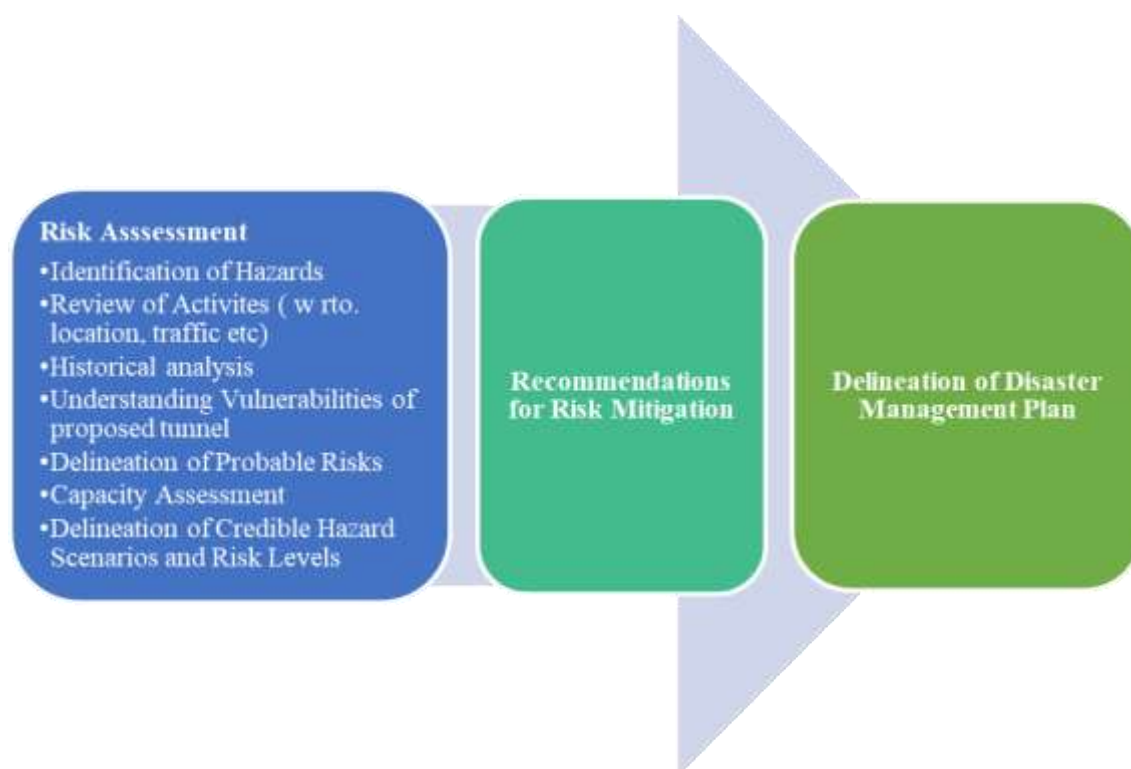 Risk Asssessment
•Identification of Hazards
•Review of Activites ( w rto.
location, traffic etc)
•Historical analysis
•Understanding Vulnerabilities of
proposed tunnel
•Delineation of Probable Risks
•Capacity Assessment
•Delineation of Credible Hazard
Scenarios and Risk Levels
Recommendations
for Risk Mitigation
Delineation of Disaster
Management Plan